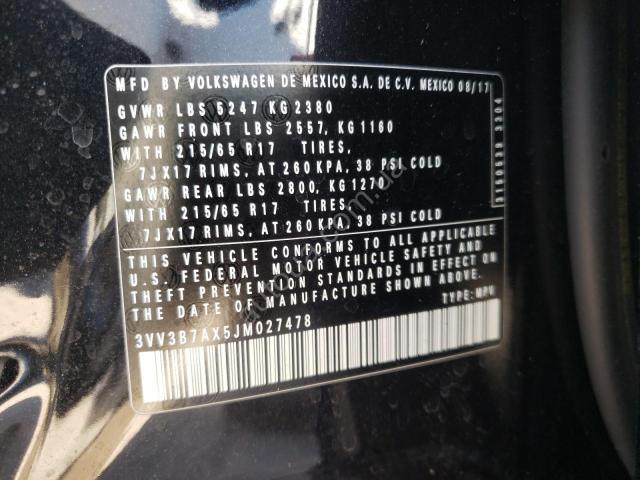 MFD BY VOLKSWAGEN DE MEXICO S.A. DE C.V. MEXICO 08/17
GVWR LBS 5247 KG 2380
GAWR FRONT LBS 2557, KG 1160
WITH 215/65 R17 TIRES,
7JX17 RIMS, AT 260 KPA, 38 PSI COLD
GAWR REAR LBS 2800, KG 1270
WITH 215/65 R17 TIRES,
7JX17 RIMS, AT 260 KPA, 38 PSI COLD
THIS VEHICLE CONFORMS TO ALL APPLICABLE
U.S. FEDERAL MOTOR VEHICLE SAFETY AND
THEFT PREVENTION STANDARDS IN EFFECT ON
THE DATE OF MANUFACTURE SHOWN ABOVE.
3VV3B7AX5JM027478 TYPE: MPV
3150639 3304